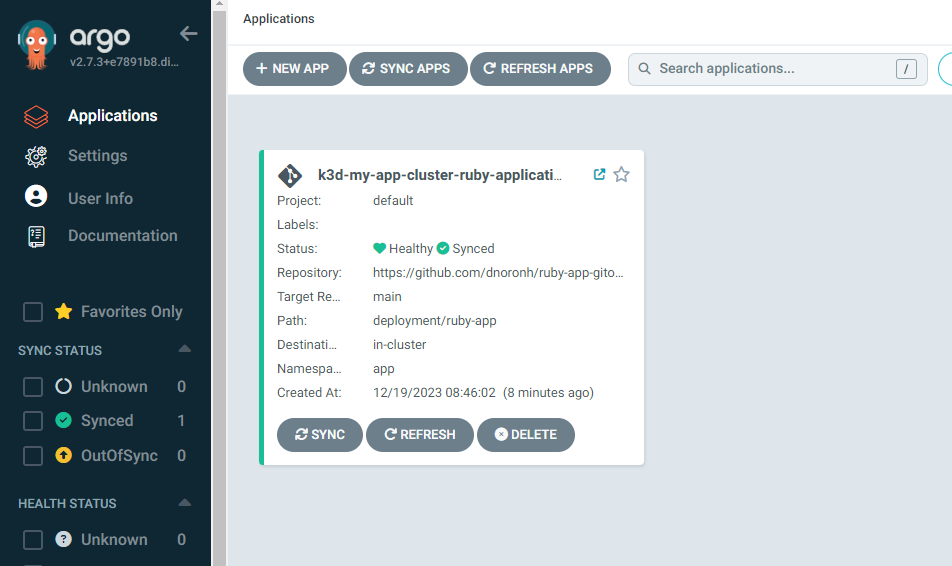 argo
v2.7.3+e7891b8.di...
Applications
Settings
User Info
Documentation
Favorites Only
SYNC STATUS
Unknown 0
Synced 1
OutOfSync 0
HEALTH STATUS
Unknown 0
Applications
NEW APP SYNC APPS REFRESH APPS Search applications... /
k3d-my-app-cluster-ruby-applicati...
Project: default
Labels:
Status: Healthy Synced
Repository: https://github.com/dnoronh/ruby-app-gito...
Target Re... main
Path: deployment/ruby-app
Destinati... in-cluster
Namespa... app
Created At: 12/19/2023 08:46:02 (8 minutes ago)
SYNC REFRESH DELETE